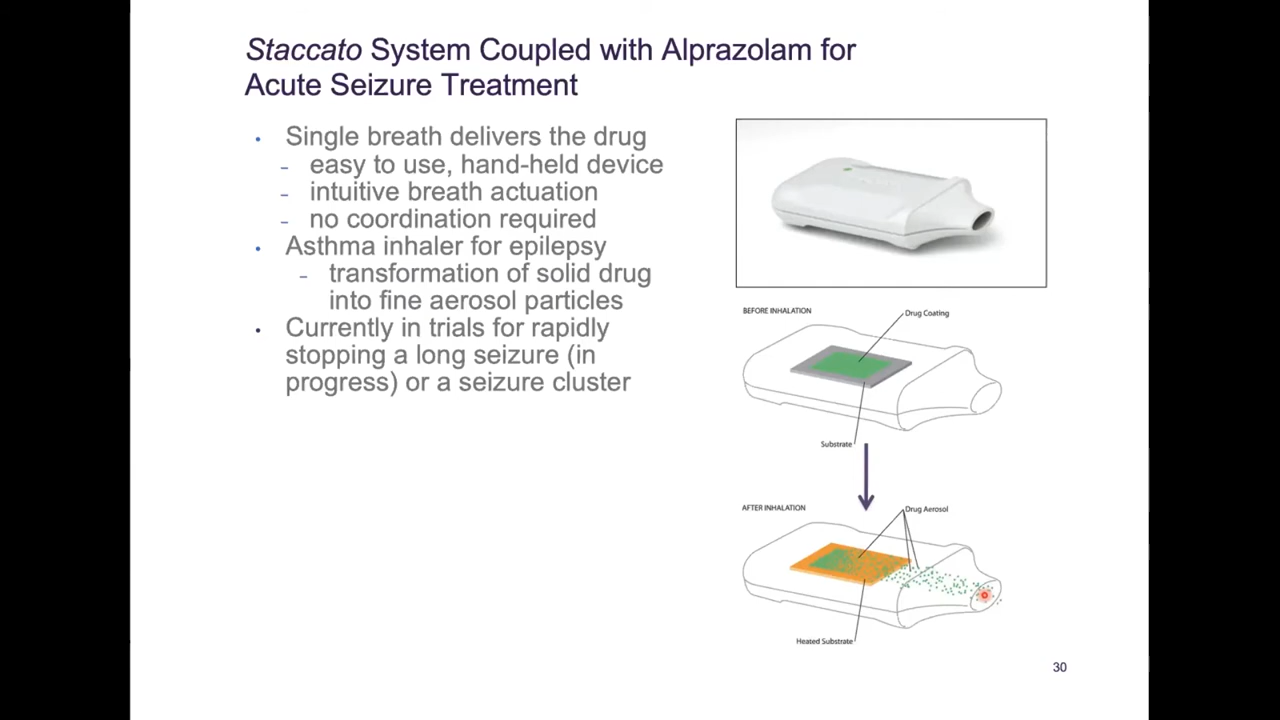 Staccato System Coupled with Alprazolam for
Acute Seizure Treatment
• Single breath delivers the drug
- easy to use, hand-held device
- intuitive breath actuation
- no coordination required
• Asthma inhaler for epilepsy
- transformation of solid drug
into fine aerosol particles
• Currently in trials for rapidly
stopping a long seizure (in
progress) or a seizure cluster
BEFORE INHALATION
Drug Coating
Substrate
AFTER INHALATION
Drug Aerosol
Heated Substrate
30